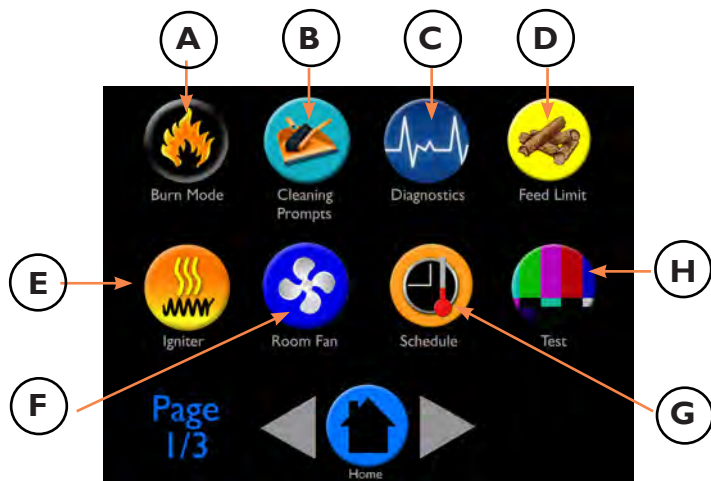 A
B
C
D
Burn Mode
Cleaning
Prompts
Diagnostics
Feed Limit
E
H
Igniter
Room Fan
Schedule
Test
F
G
Page
1/3
Home